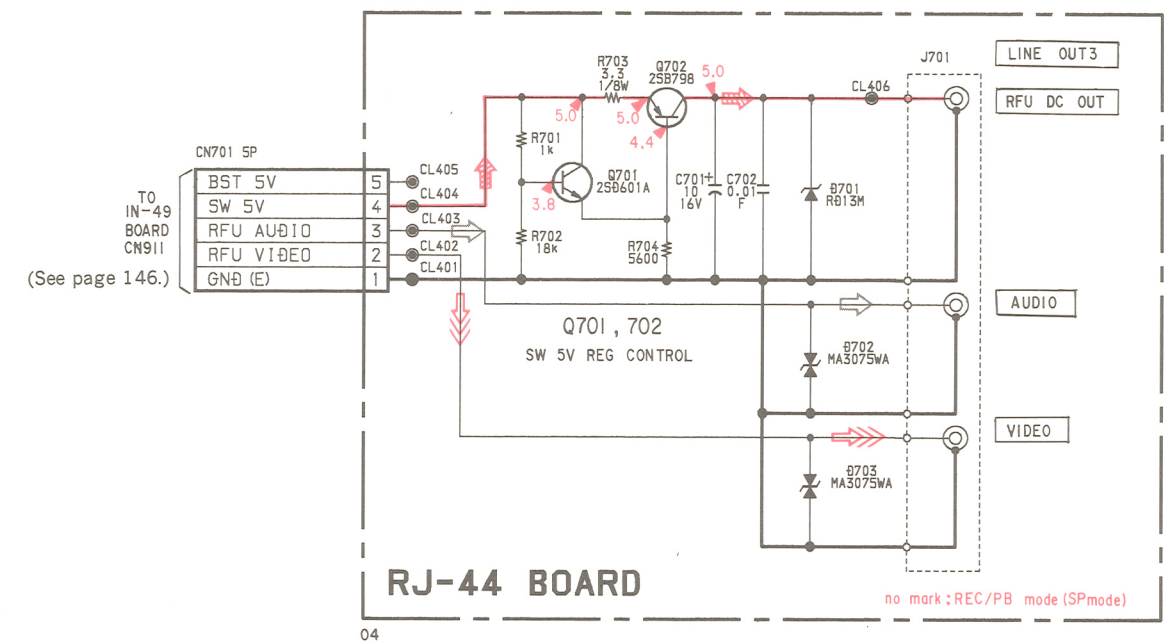 J701
LINE OUT3
RFU DC OUT
R703
3.3
1/8W
Q702
2SB798
5.0
5.0
5.0
4.4
CL406
R701
1k
Q701
2SD601A
3.8
R702
18k
R704
5600
C701
+
10
16V
C702
0.01
F
D701
RD13M
CN701 5P
TO
IN-49
BOARD
CN911
(See page 146.)
BST 5V 5 CL405
SW 5V 4 CL404
RFU AUDIO 3 CL403
RFU VIDEO 2 CL402
GND (E) 1 CL401
AUDIO
Q701, 702
SW 5V REG CONTROL
D702
MA3075WA
VIDEO
D703
MA3075WA
RJ-44 BOARD
no mark : REC/PB mode (SPmode)
04